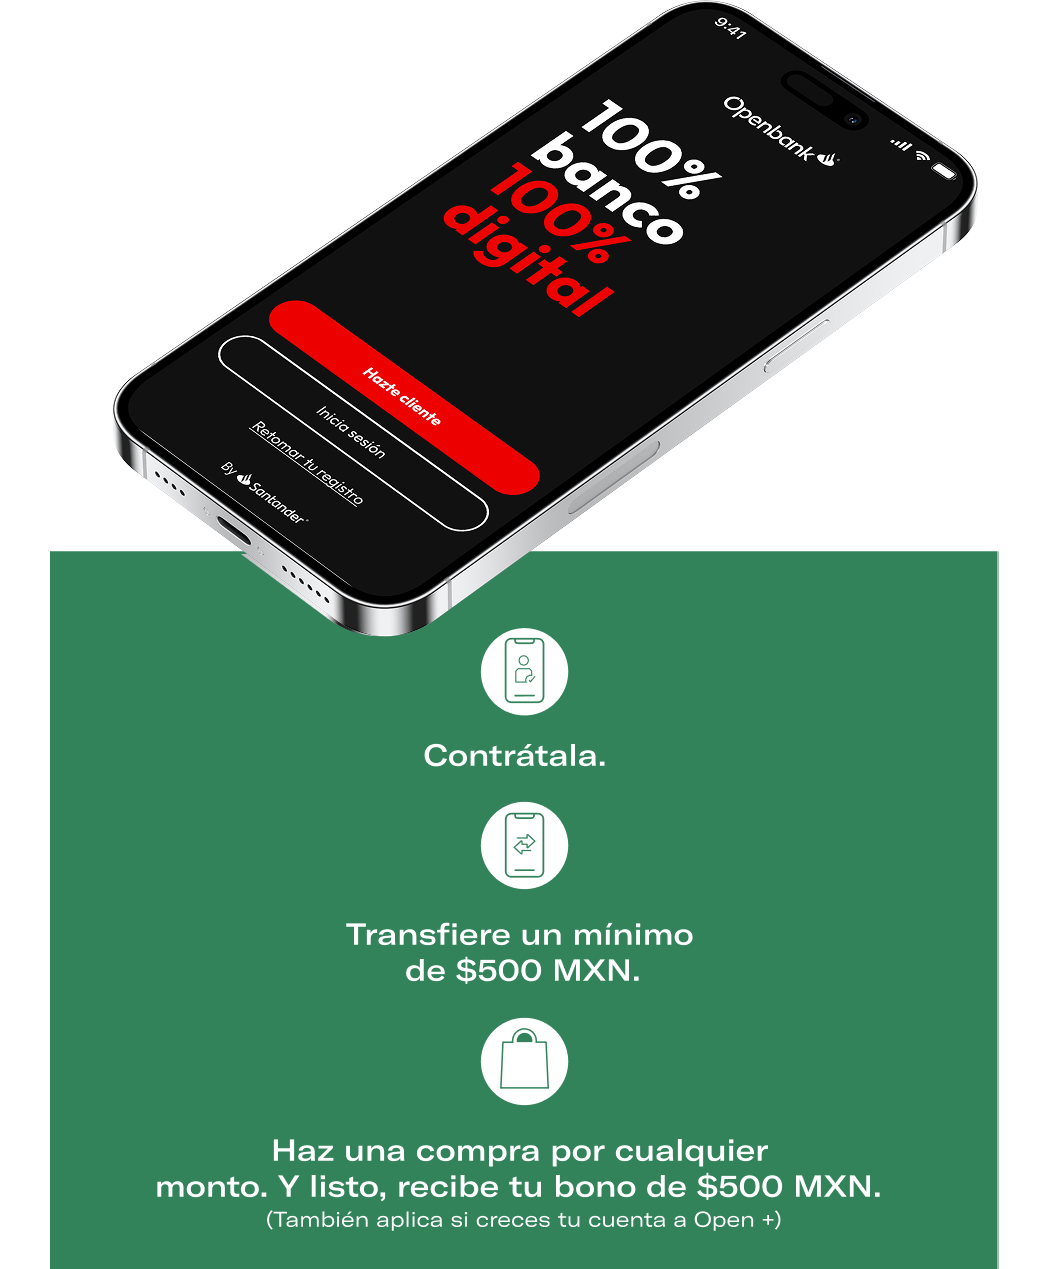 9:41
Openbank
100%
banco
100%
digital
Hazte cliente
Inicia sesión
Retomar tu registro
By Santander
Contrátala.
Transfiere un mínimo
de $500 MXN.
Haz una compra por cualquier
monto. Y listo, recibe tu bono de $500 MXN.
(También aplica si creces tu cuenta a Open +)